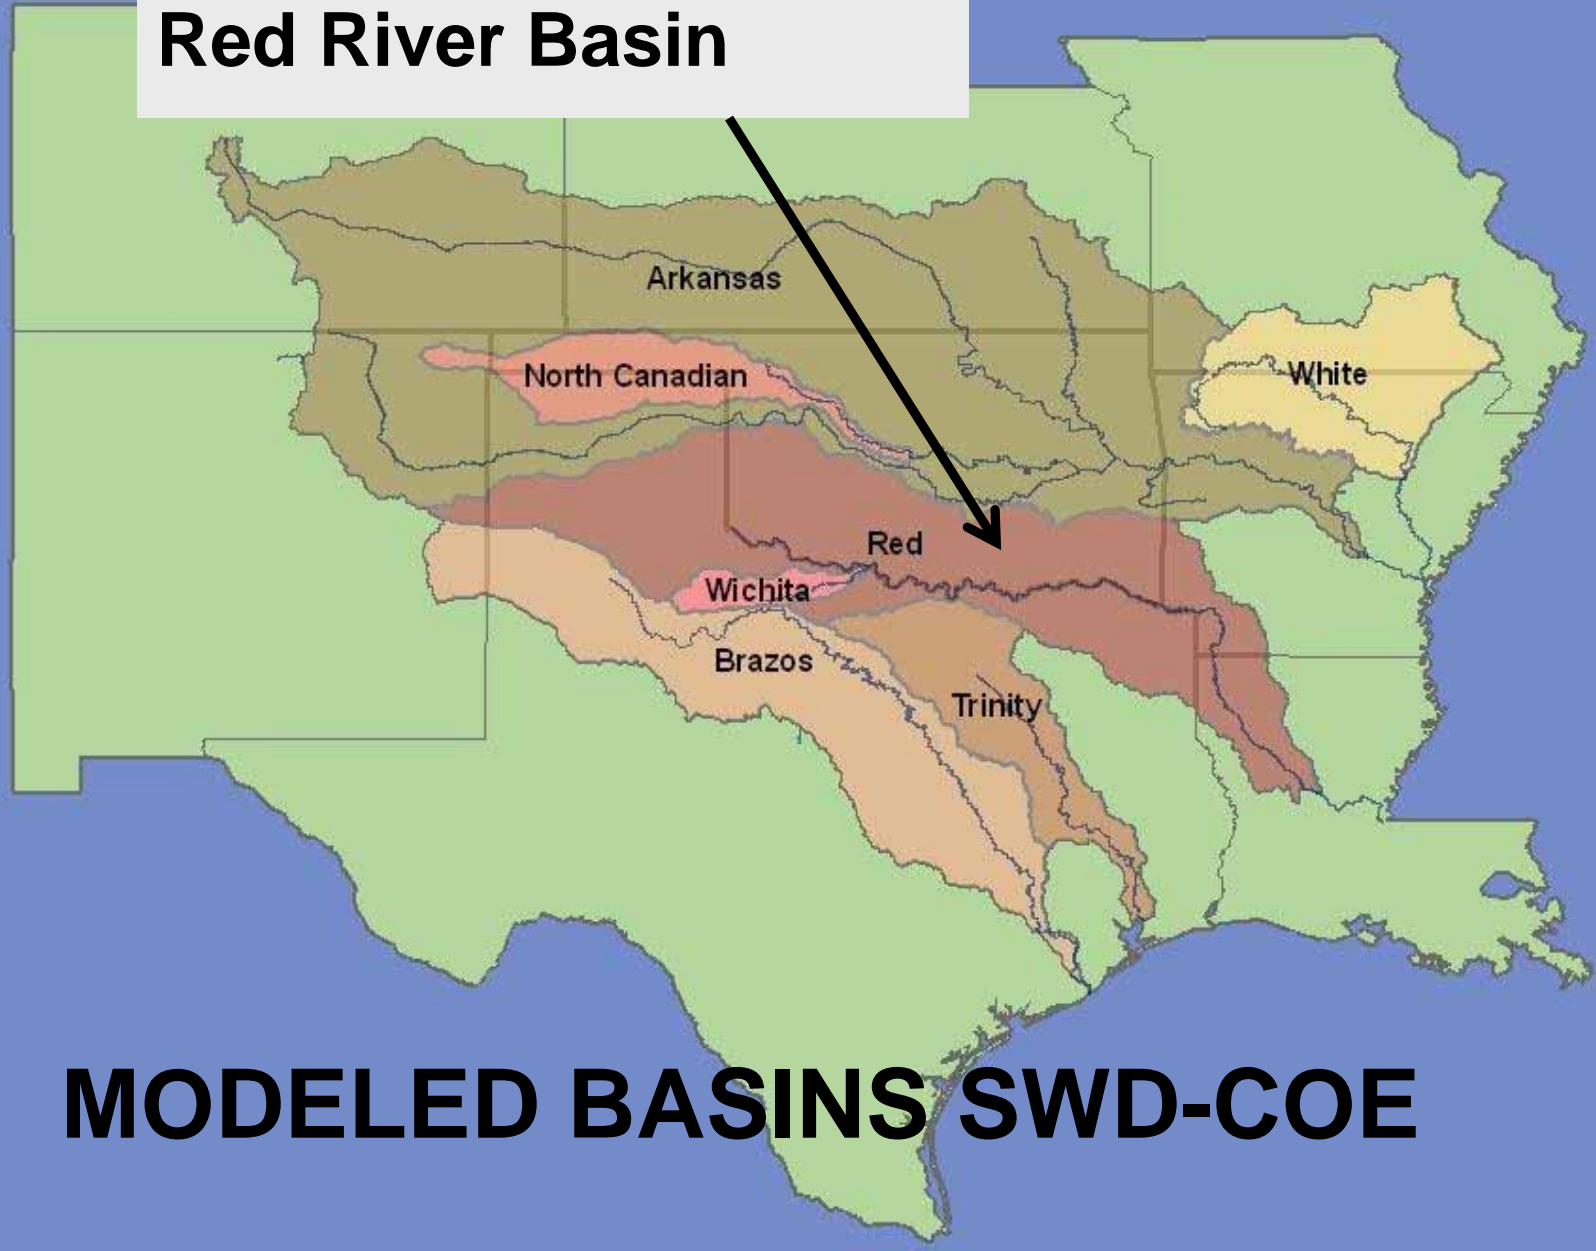 Red River Basin
Arkansas
North Canadian
White
Red
Wichita
Brazos
Trinity
MODELED BASINS SWD-COE